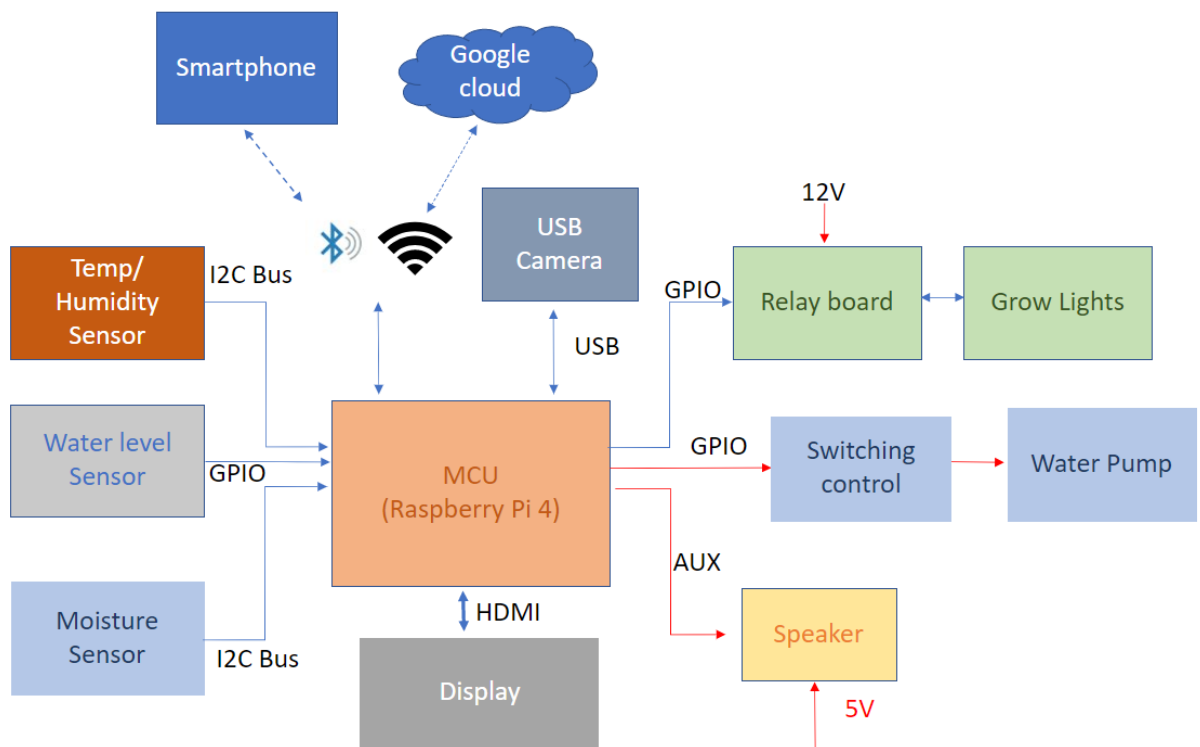 Smartphone
Google
cloud
12V
USB
Camera
Temp/
Humidity
Sensor
I2C Bus
GPIO
Relay board
Grow Lights
USB
Water level
Sensor
GPIO
MCU
(Raspberry Pi 4)
GPIO
Switching
control
Water Pump
AUX
Moisture
Sensor
I2C Bus
HDMI
Speaker
Display
5V